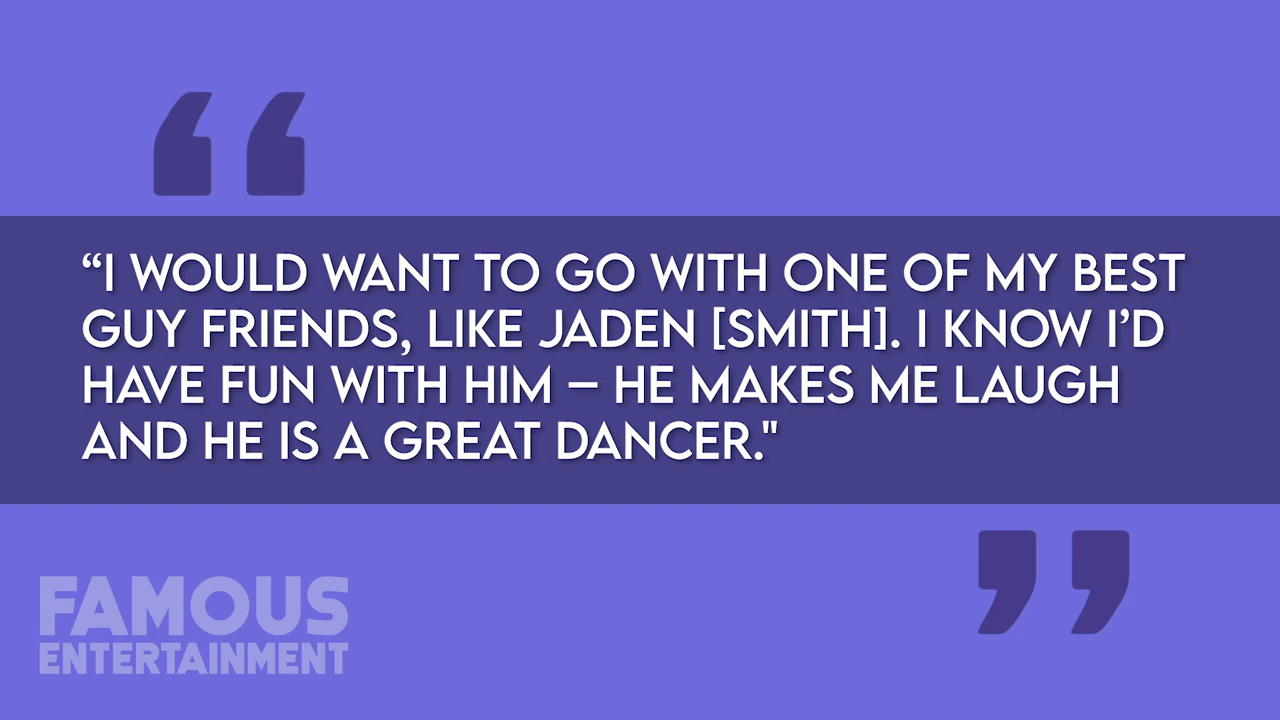 “I WOULD WANT TO GO WITH ONE OF MY BEST
GUY FRIENDS, LIKE JADEN [SMITH]. I KNOW I’D
HAVE FUN WITH HIM – HE MAKES ME LAUGH
AND HE IS A GREAT DANCER."
FAMOUS
ENTERTAINMENT